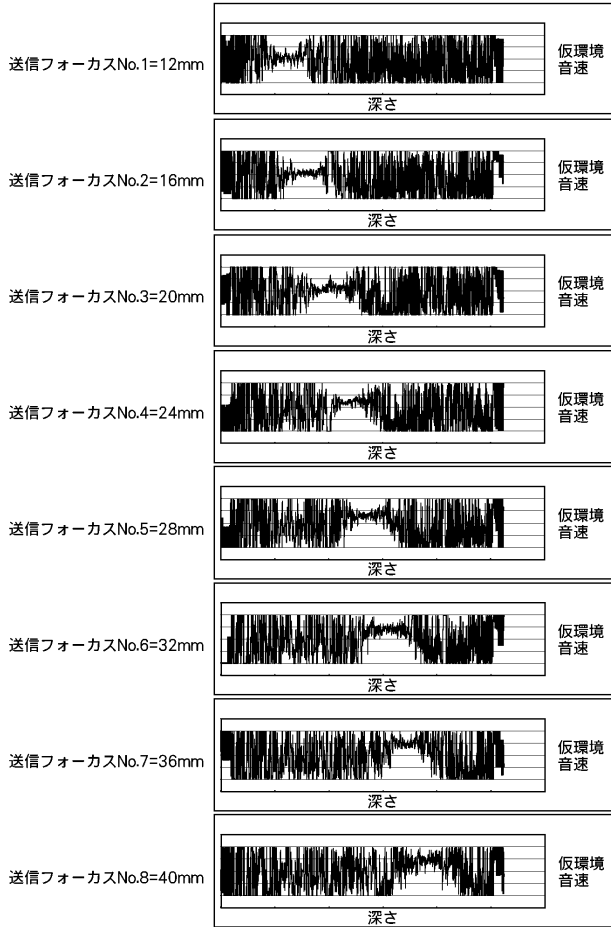 送信フォーカスNo.1=12mm
仮環境
音速
深さ
送信フォーカスNo.2=16mm
仮環境
音速
深さ
送信フォーカスNo.3=20mm
仮環境
音速
深さ
送信フォーカスNo.4=24mm
仮環境
音速
深さ
送信フォーカスNo.5=28mm
仮環境
音速
深さ
送信フォーカスNo.6=32mm
仮環境
音速
深さ
送信フォーカスNo.7=36mm
仮環境
音速
深さ
送信フォーカスNo.8=40mm
仮環境
音速
深さ